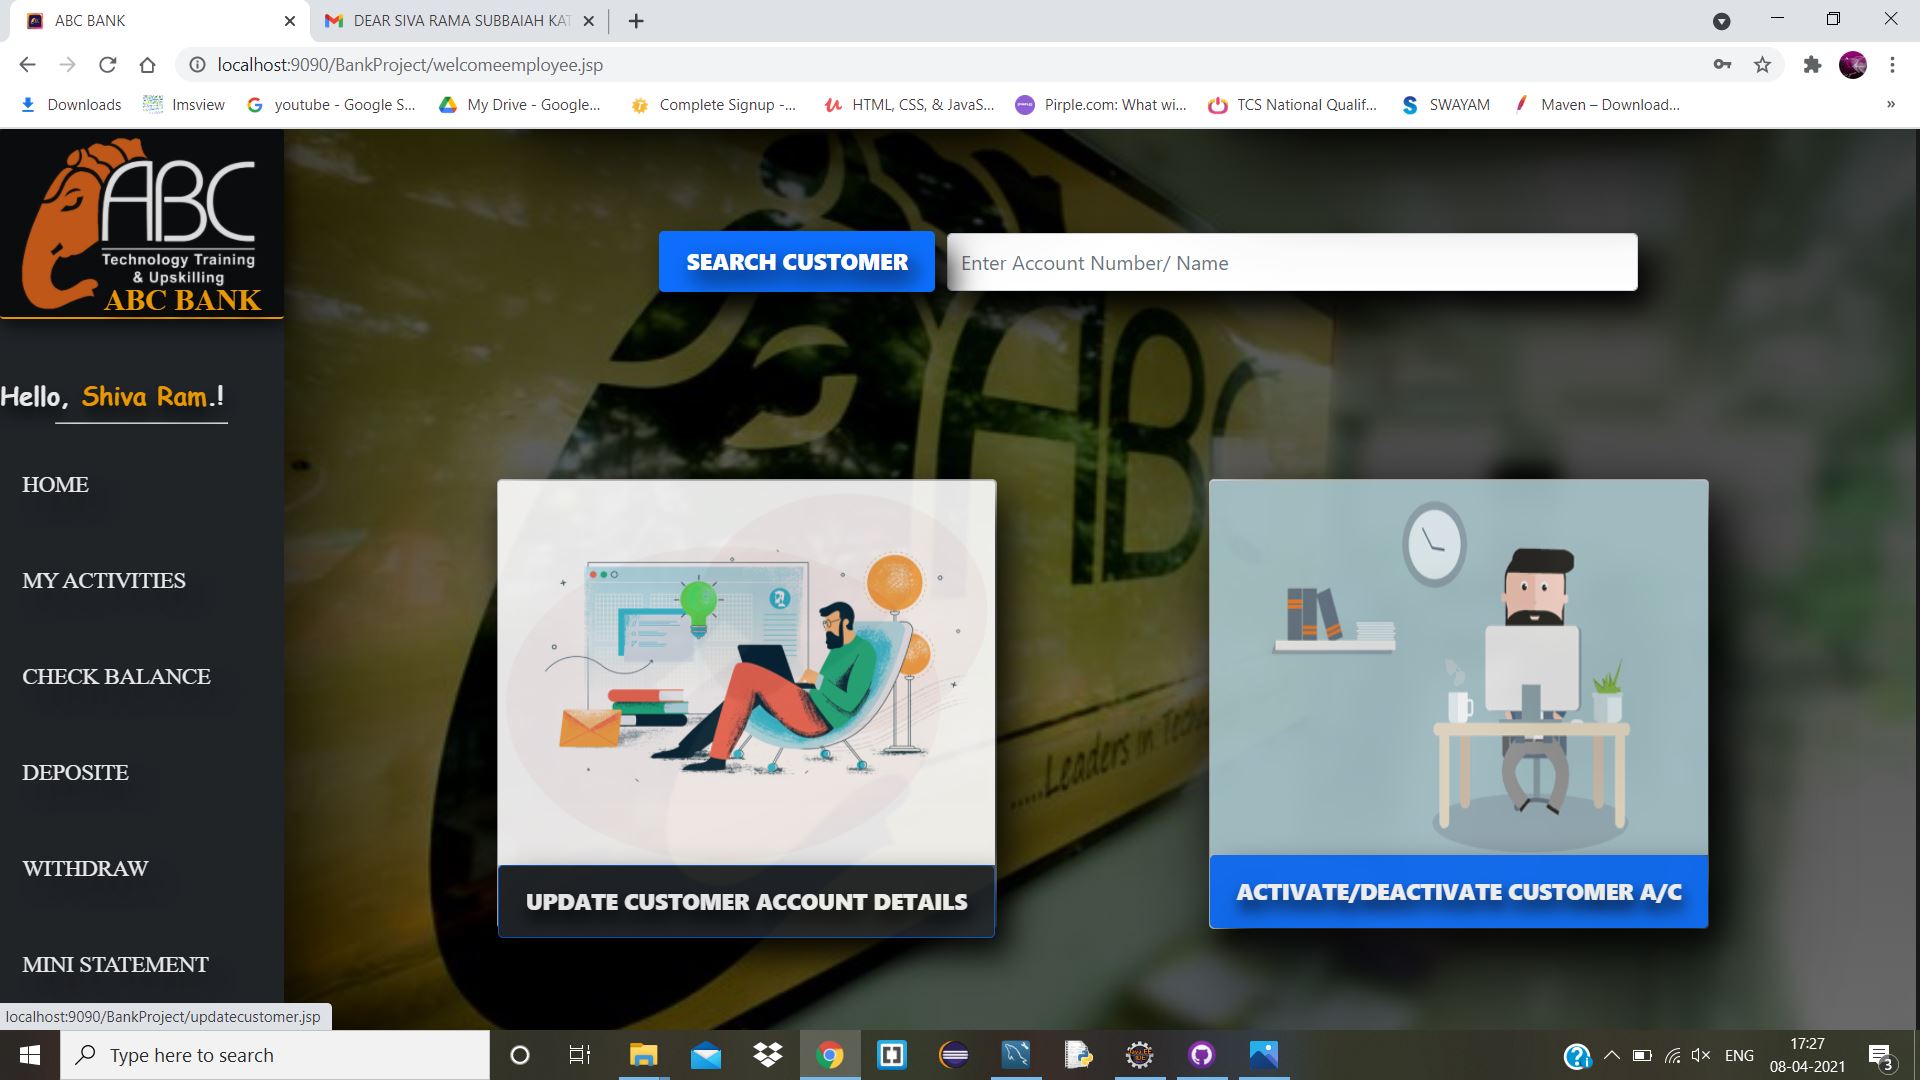 ABC BANK
DEAR SIVA RAMA SUBBAIAH KAT
localhost:9090/BankProject/welcomeemployee.jsp
Downloads
Imsview
youtube - Google S...
My Drive - Google...
Complete Signup -...
HTML, CSS, & JavaS...
Pirple.com: What wi...
TCS National Qualif...
SWAYAM
Maven – Download...
»
ABC
Technology Training
& Upskilling
ABC BANK
SEARCH CUSTOMER
Enter Account Number/ Name
Hello, Shiva Ram.!
HOME
MY ACTIVITIES
CHECK BALANCE
DEPOSITE
WITHDRAW
MINI STATEMENT
ABC
.....Leaders in
UPDATE CUSTOMER ACCOUNT DETAILS
ACTIVATE/DEACTIVATE CUSTOMER A/C
localhost:9090/BankProject/updatecustomer.jsp
Type here to search
ENG
17:27
08-04-2021
3